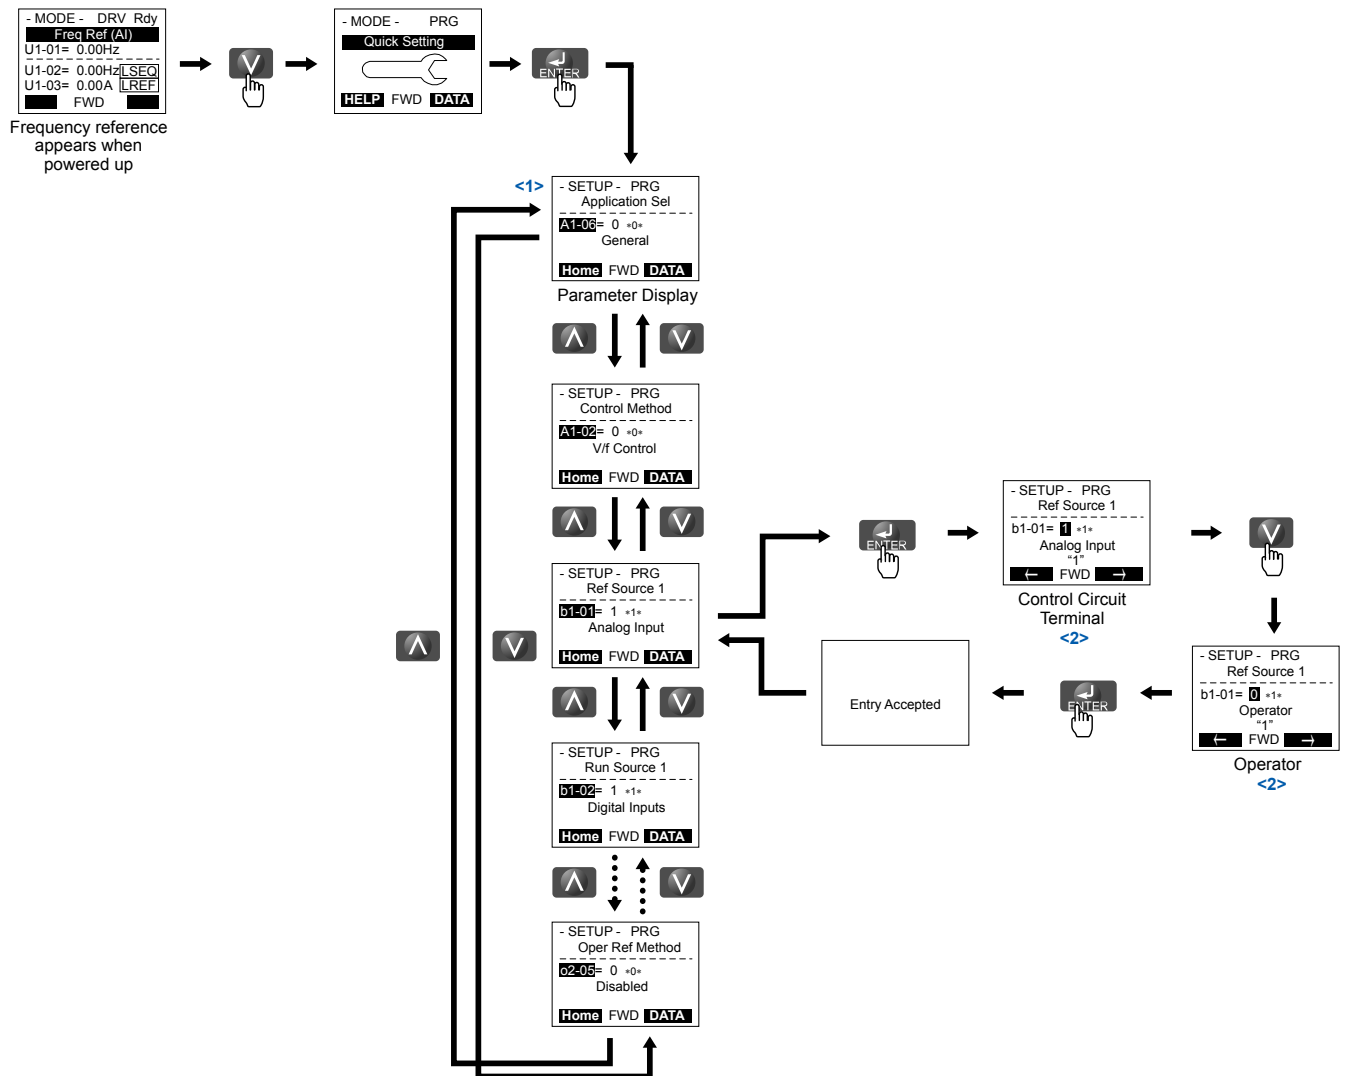 - MODE -   DRV Rdy
Freq Ref (AI)
U1-01=  0.00Hz
U1-02=  0.00Hz LSEQ
U1-03=  0.00A LREF
FWD
Frequency reference
appears when
powered up
- MODE -   PRG
Quick Setting
HELP FWD DATA
ENTER
<1>
- SETUP -   PRG
Application Sel
A1-06= 0 *0*
General
Home FWD DATA
Parameter Display
- SETUP -   PRG
Control Method
A1-02= 0 *0*
V/f Control
Home FWD DATA
- SETUP -   PRG
Ref Source 1
b1-01= 1 *1*
Analog Input
Home FWD DATA
ENTER
- SETUP -   PRG
Ref Source 1
b1-01= 1 *1*
Analog Input
“1”
← FWD →
Control Circuit
Terminal
<2>
- SETUP -   PRG
Ref Source 1
b1-01= 0 *1*
Operator
“1”
← FWD →
Operator
<2>
ENTER
Entry Accepted
- SETUP -   PRG
Run Source 1
b1-02= 1 *1*
Digital Inputs
Home FWD DATA
- SETUP -   PRG
Oper Ref Method
o2-05= 0 *0*
Disabled
Home FWD DATA